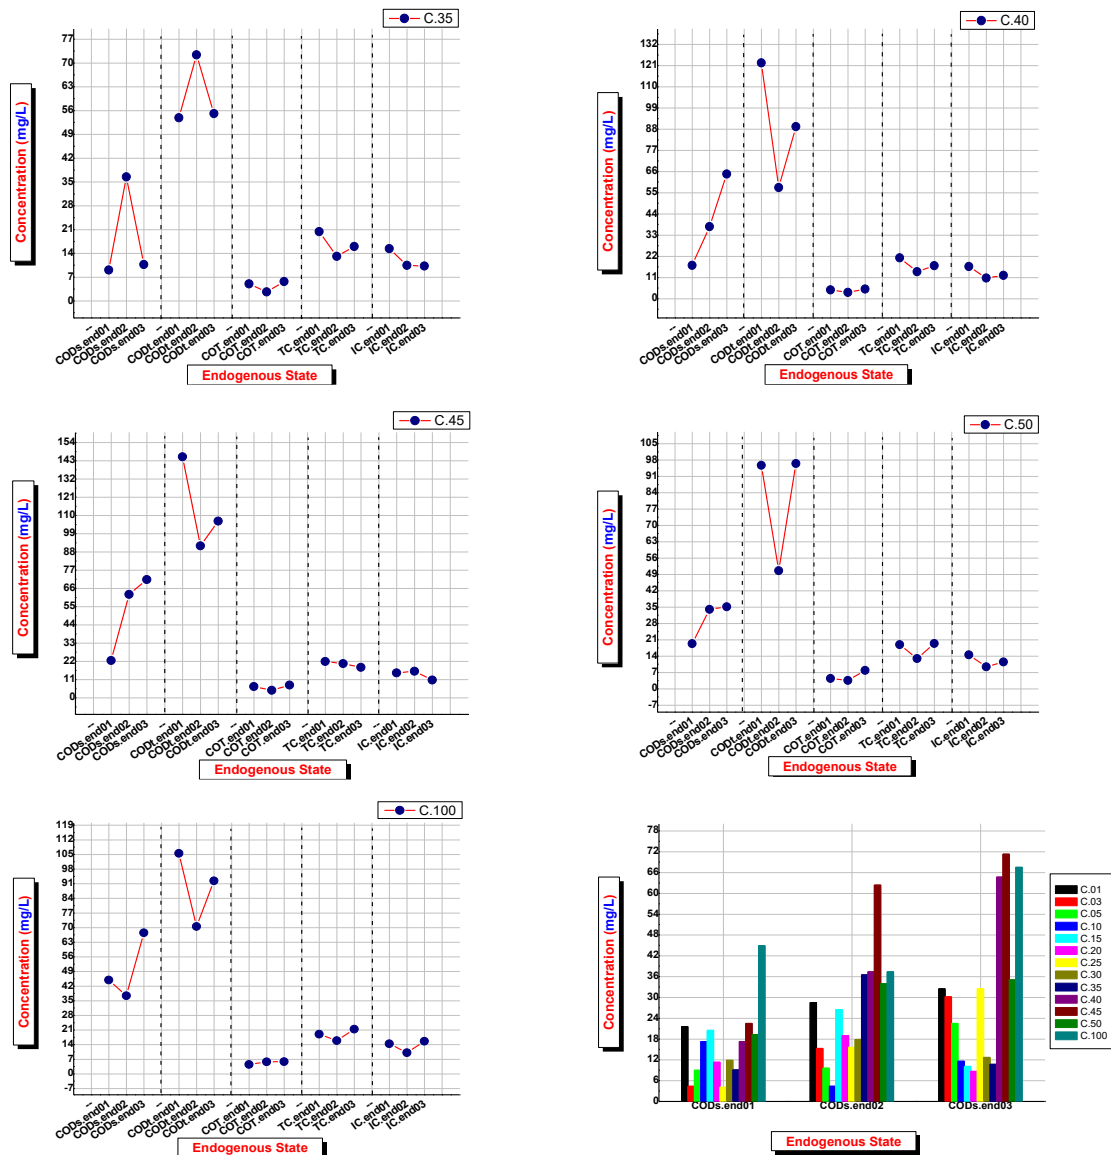 C.35
Concentration (mg/L)
77
70
63
56
49
42
35
28
21
14
7
0
--
CODs.end01
CODs.end02
CODs.end03
--
CODt.end01
CODt.end02
CODt.end03
--
COT.end01
COT.end02
COT.end03
--
TC.end01
TC.end02
TC.end03
--
IC.end01
IC.end02
IC.end03
Endogenous State
C.40
Concentration (mg/L)
132
121
110
99
88
77
66
55
44
33
22
11
0
--
CODs.end01
CODs.end02
CODs.end03
--
CODt.end01
CODt.end02
CODt.end03
--
COT.end01
COT.end02
COT.end03
--
TC.end01
TC.end02
TC.end03
--
IC.end01
IC.end02
IC.end03
Endogenous State
C.45
Concentration (mg/L)
154
143
132
121
110
99
88
77
66
55
44
33
22
11
0
--
CODs.end01
CODs.end02
CODs.end03
--
CODt.end01
CODt.end02
CODt.end03
--
COT.end01
COT.end02
COT.end03
--
TC.end01
TC.end02
TC.end03
--
IC.end01
IC.end02
IC.end03
Endogenous State
C.50
Concentration (mg/L)
105
98
91
84
77
70
63
56
49
42
35
28
21
14
7
0
-7
--
CODs.end01
CODs.end02
CODs.end03
--
CODt.end01
CODt.end02
CODt.end03
--
COT.end01
COT.end02
COT.end03
--
TC.end01
TC.end02
TC.end03
--
IC.end01
IC.end02
IC.end03
Endogenous State
C.100
Concentration (mg/L)
119
112
105
98
91
84
77
70
63
56
49
42
35
28
21
14
7
0
-7
--
CODs.end01
CODs.end02
CODs.end03
--
CODt.end01
CODt.end02
CODt.end03
--
COT.end01
COT.end02
COT.end03
--
TC.end01
TC.end02
TC.end03
--
IC.end01
IC.end02
IC.end03
Endogenous State
Concentration (mg/L)
78
72
66
60
54
48
42
36
30
24
18
12
6
0
CODs.end01
CODs.end02
CODs.end03
C.01
C.03
C.05
C.10
C.15
C.20
C.25
C.30
C.35
C.40
C.45
C.50
C.100
Endogenous State